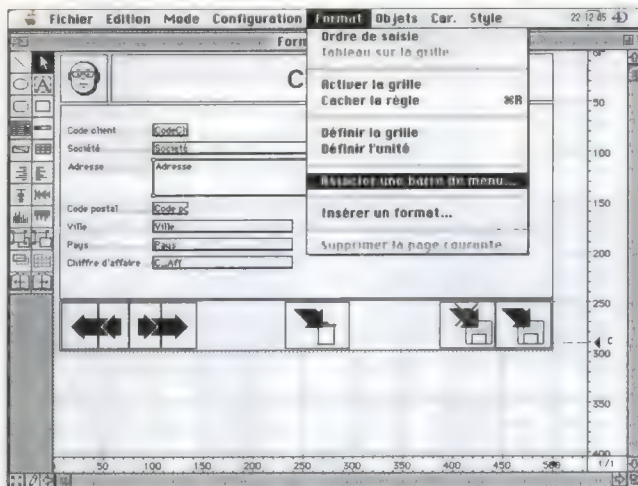 Fichier Edition Mode Configuration Format Objets Car. Style 22:12:45
Form
Ordre de saisie
Tableau sur la grille
Activer la grille
Cacher la règle ⌘R
Définir la grille
Définir l'unité
Associer une barre de menu...
Insérer un format...
Supprimer la page courante
C
Code client
Société Société
Adresse Adresse
Code postal Code po
Ville Ville
Pays Pays
Chiffre d'affaire C_Aff
50
100
150
200
250
C
300
350
400
50 100 150 200 250 300 350 400 450 1/1